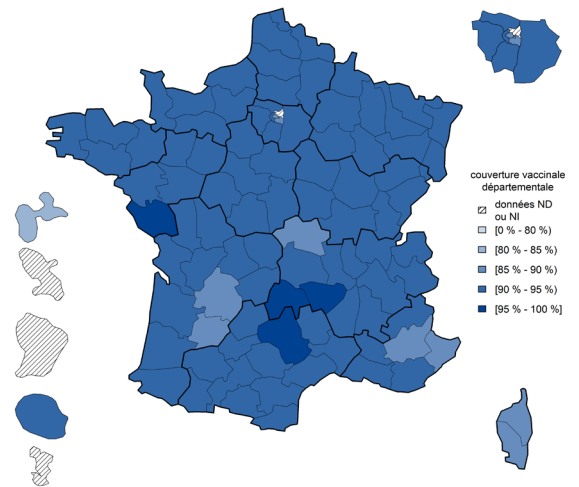 couverture vaccinale
départementale
données ND
ou NI
[0 % - 80 %)
[80 % - 85 %)
[85 % - 90 %)
[90 % - 95 %)
[95 % - 100 %]